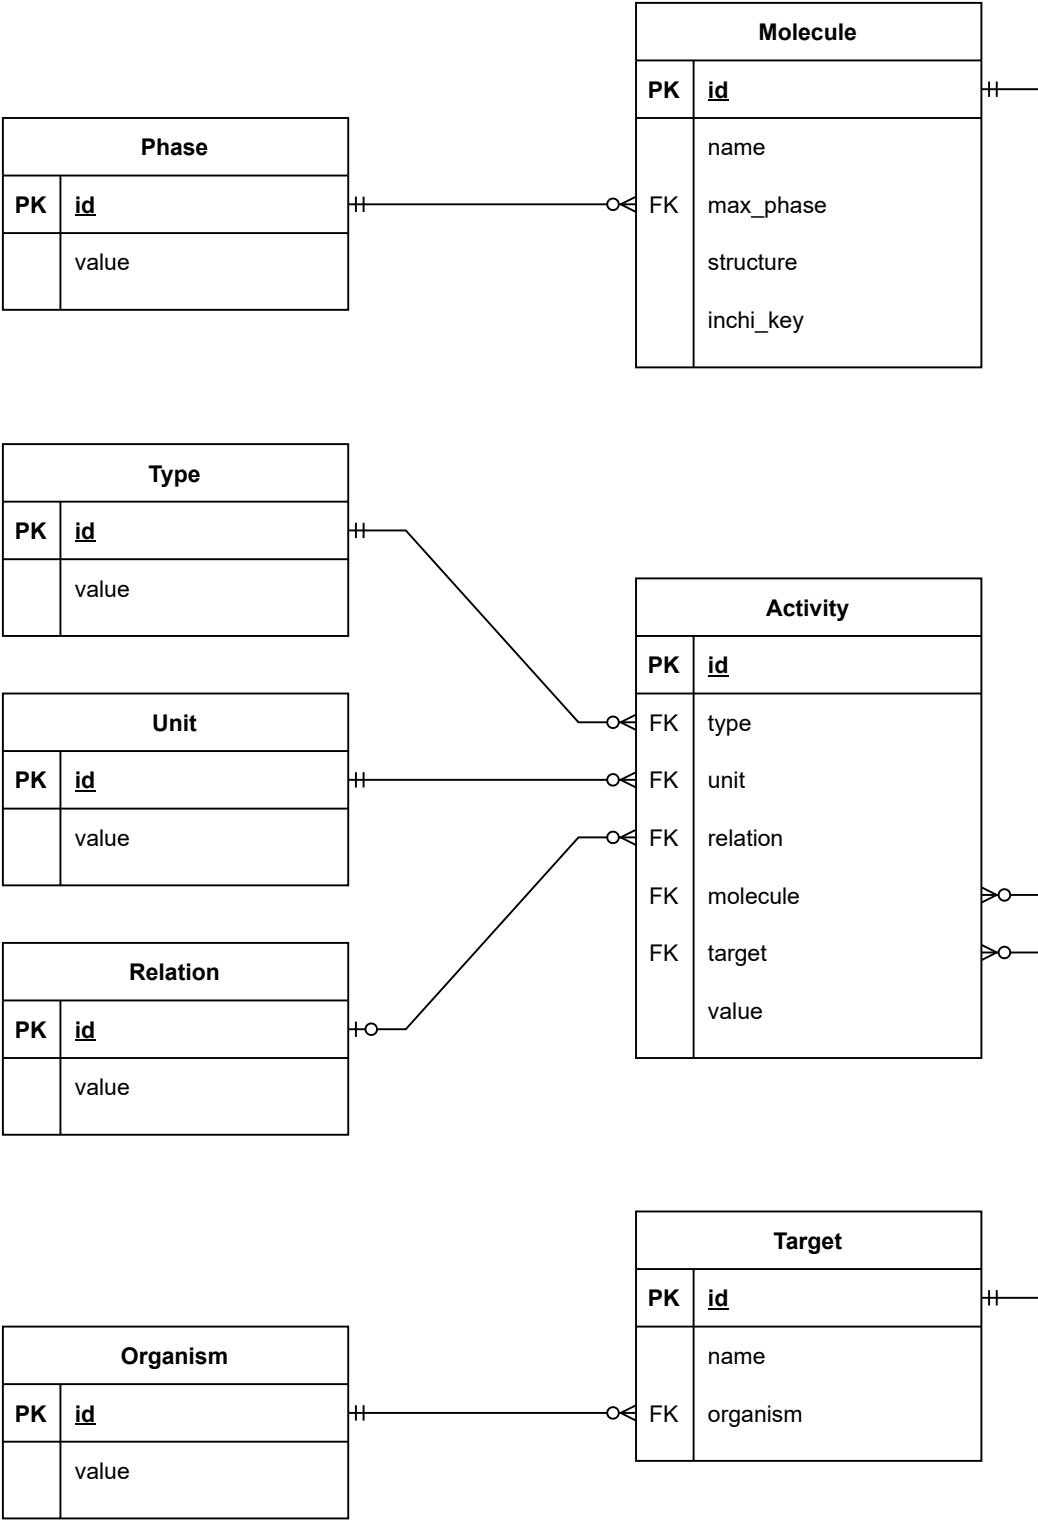 Molecule
PK id
name
FK max_phase
structure
inchi_key
Phase
PK id
value
Type
PK id
value
Unit
PK id
value
Relation
PK id
value
Activity
PK id
FK type
FK unit
FK relation
FK molecule
FK target
value
Target
PK id
name
FK organism
Organism
PK id
value